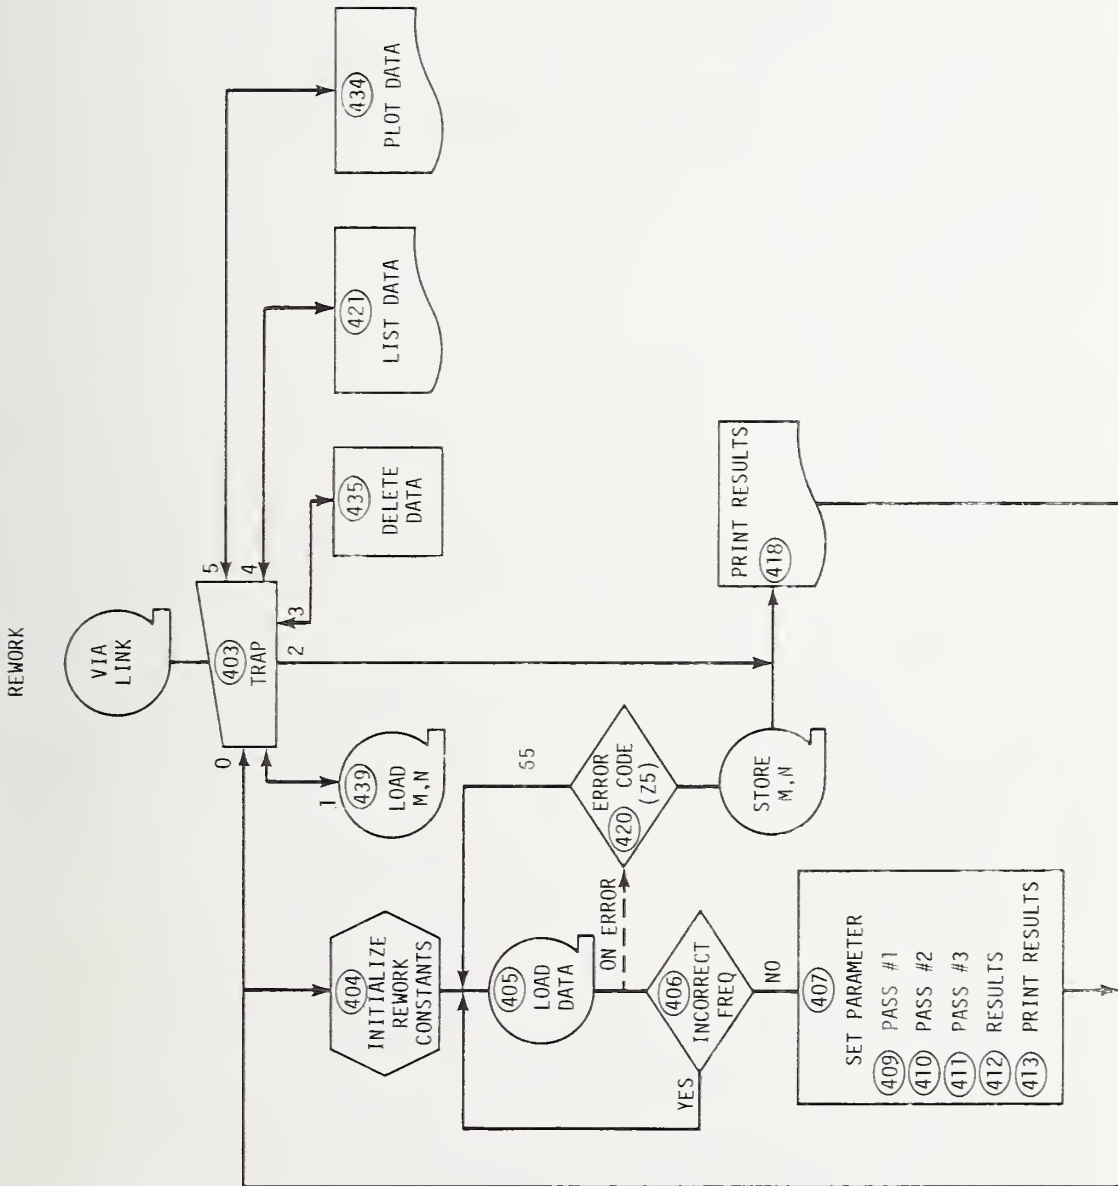 REWORK
VIA
LINK
403
TRAP
0
1
2
3
4
5
439
LOAD
M,N
435
DELETE
DATA
421
LIST DATA
434
PLOT DATA
404
INITIALIZE
REWORK
CONSTANTS
405
LOAD
DATA
ON ERROR
ERROR
CODE
420
(Z5)
STORE
M,N
PRINT RESULTS
418
406
INCORRECT
FREQ
YES
NO
407
SET PARAMETER
409 PASS #1
410 PASS #2
411 PASS #3
412 RESULTS
413 PRINT RESULTS